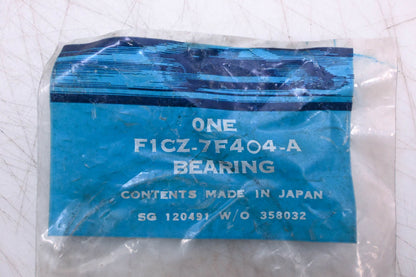 ONE
F1CZ-7F404-A
BEARING
CONTENTS MADE IN JAPAN
SG 120491 W/O 358032